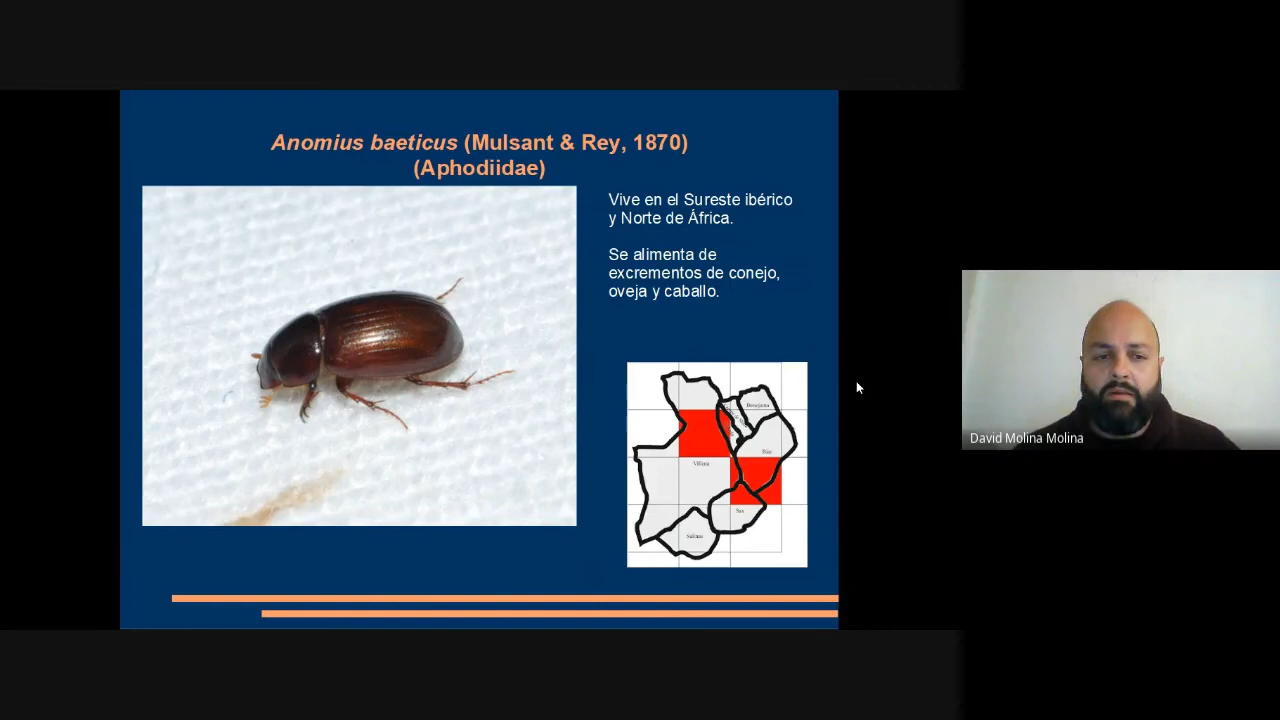 Anomius baeticus (Mulsant & Rey, 1870)
(Aphodiidae)
Vive en el Sureste ibérico
y Norte de África.
Se alimenta de
excrementos de conejo,
oveja y caballo.
Villena
Sax
Salinas
David Molina Molina